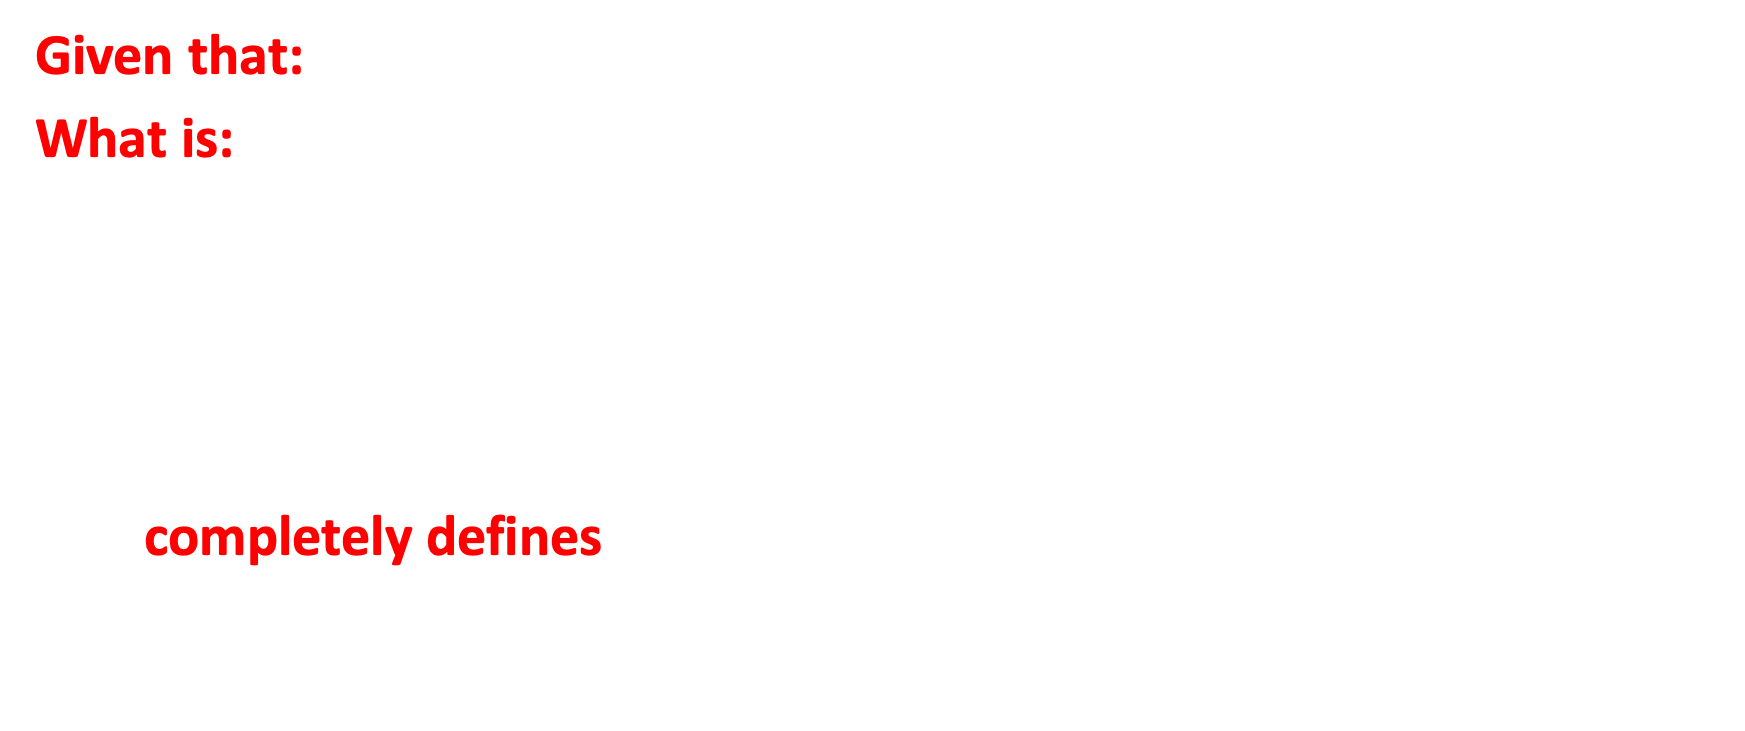 Given that:
What is:
completely defines